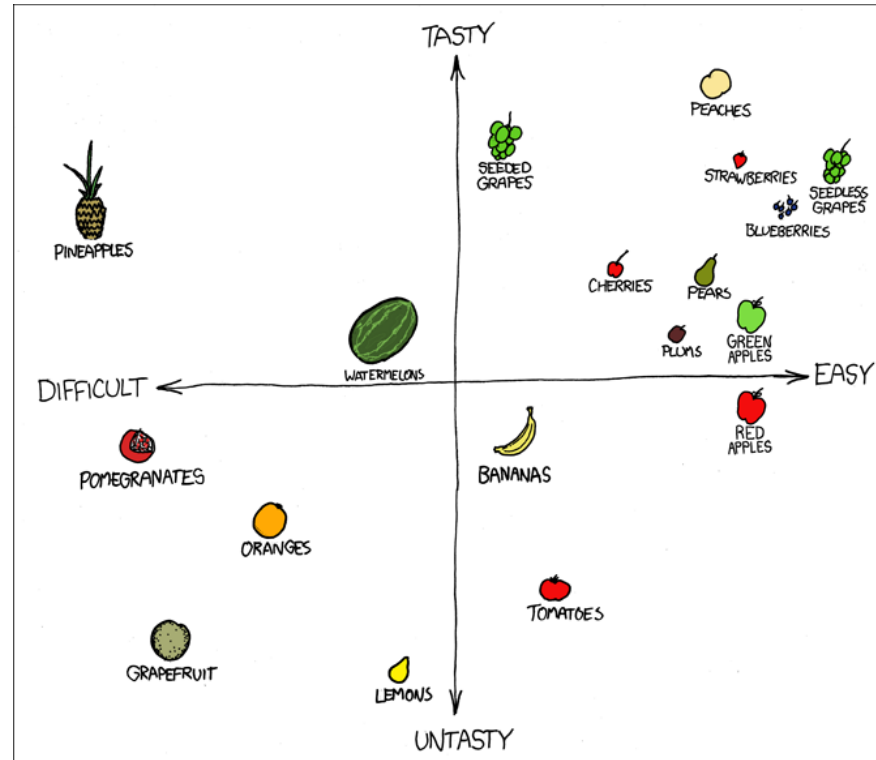 TASTY
PEACHES
SEEDED
GRAPES
STRAWBERRIES
SEEDLESS
GRAPES
BLUEBERRIES
PINEAPPLES
CHERRIES
PEARS
GREEN
APPLES
PLUMS
WATERMELONS
DIFFICULT
EASY
RED
APPLES
POMEGRANATES
BANANAS
ORANGES
TOMATOES
GRAPEFRUIT
LEMONS
UNTASTY